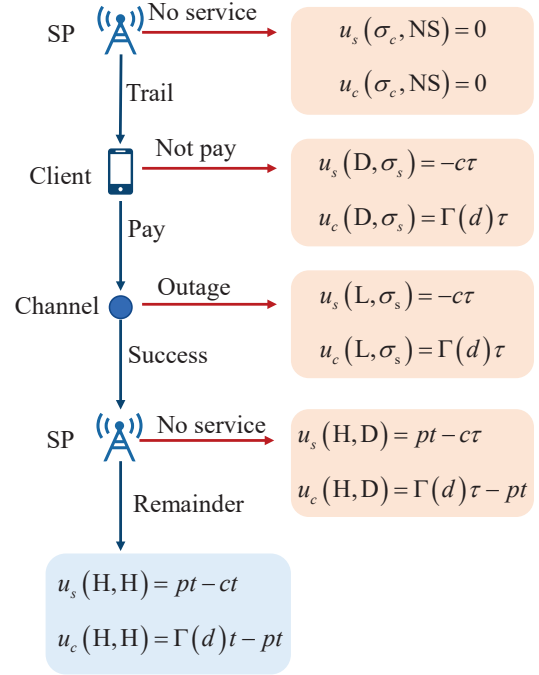 SP
No service
u_s(σ_c, NS) = 0
u_c(σ_c, NS) = 0
Trail
Client
Not pay
u_s(D, σ_s) = −cτ
u_c(D, σ_s) = Γ(d)τ
Pay
Channel
Outage
u_s(L, σ_s) = −cτ
u_c(L, σ_s) = Γ(d)τ
Success
SP
No service
u_s(H, D) = pt − cτ
u_c(H, D) = Γ(d)τ − pt
Remainder
u_s(H, H) = pt − ct
u_c(H, H) = Γ(d)t − pt